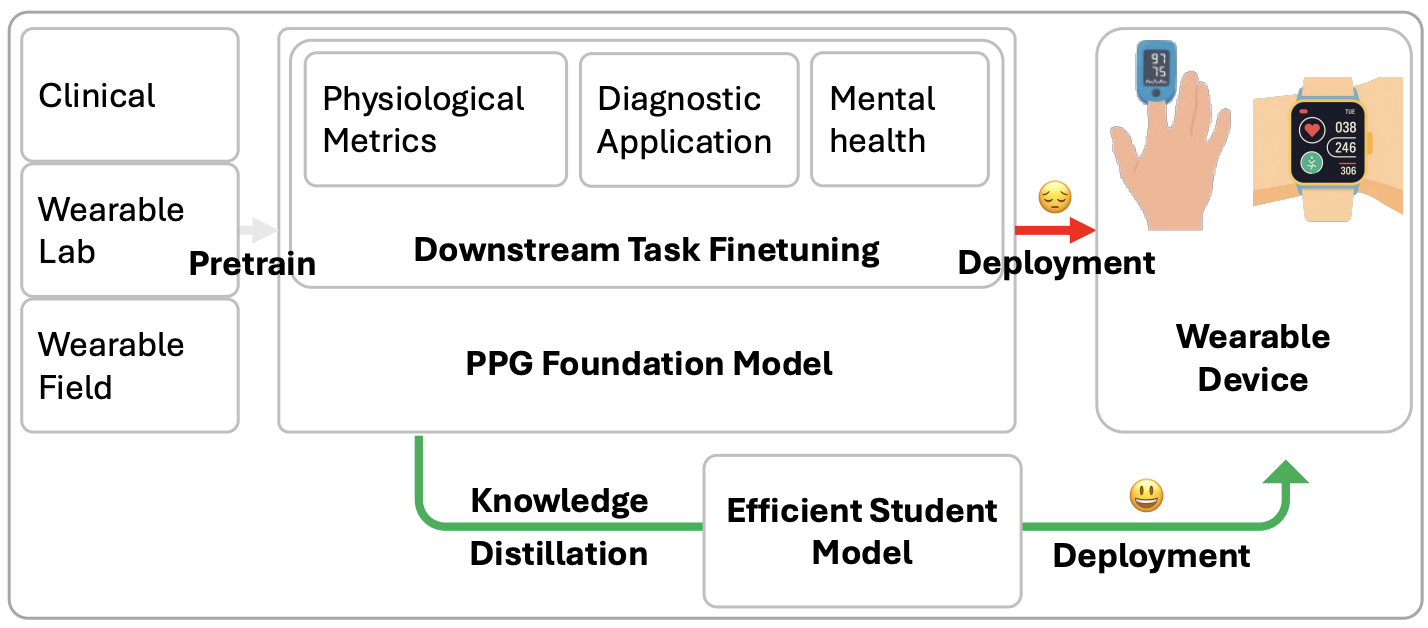 Clinical
Wearable
Lab
Wearable
Field
Pretrain
Physiological
Metrics
Diagnostic
Application
Mental
health
Downstream Task Finetuning
PPG Foundation Model
Deployment
97
75
TUE
038
246
306
Wearable
Device
Knowledge
Distillation
Efficient Student
Model
Deployment